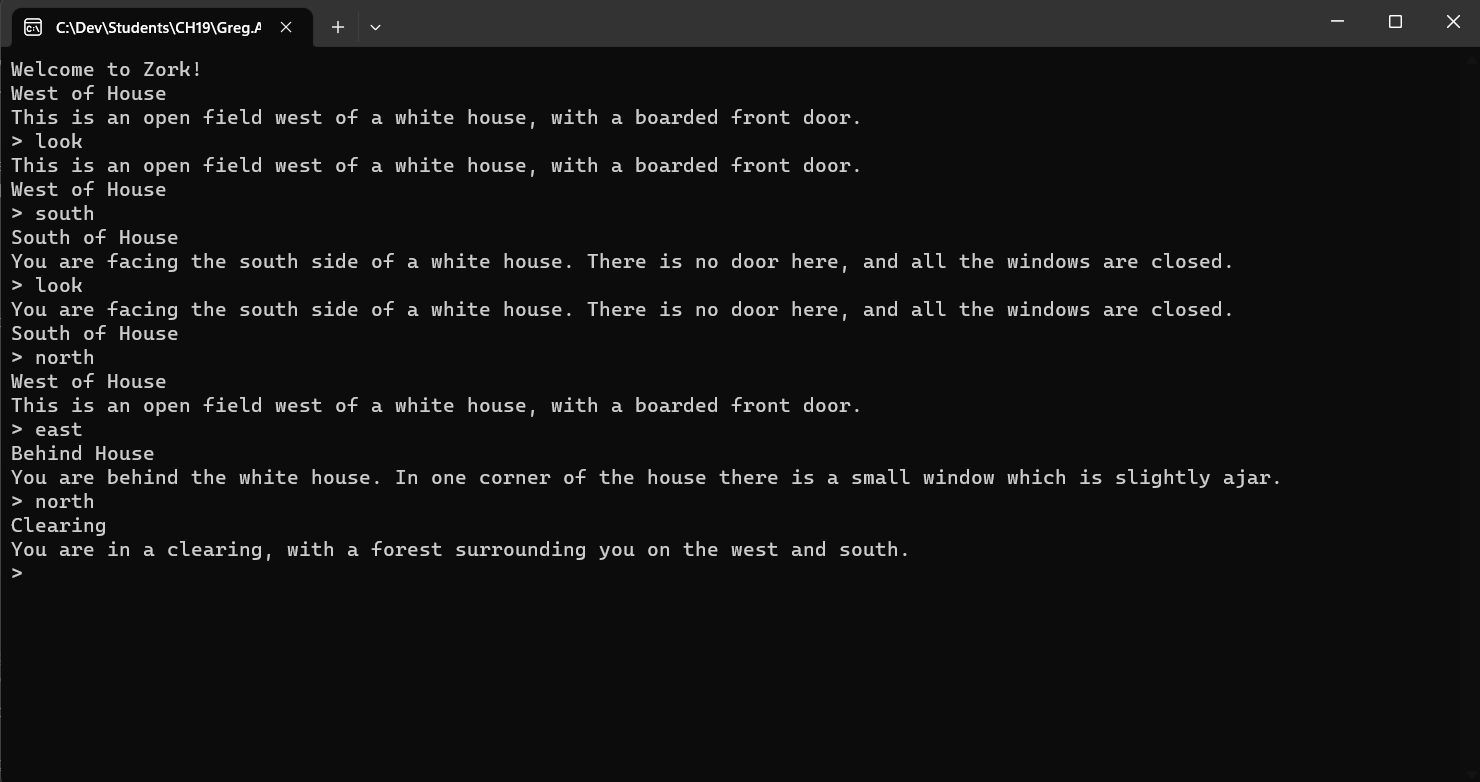 C:\Dev\Students\CH19\Greg.A
Welcome to Zork!
West of House
This is an open field west of a white house, with a boarded front door.
> look
This is an open field west of a white house, with a boarded front door.
West of House
> south
South of House
You are facing the south side of a white house. There is no door here, and all the windows are closed.
> look
You are facing the south side of a white house. There is no door here, and all the windows are closed.
South of House
> north
West of House
This is an open field west of a white house, with a boarded front door.
> east
Behind House
You are behind the white house. In one corner of the house there is a small window which is slightly ajar.
> north
Clearing
You are in a clearing, with a forest surrounding you on the west and south.
>